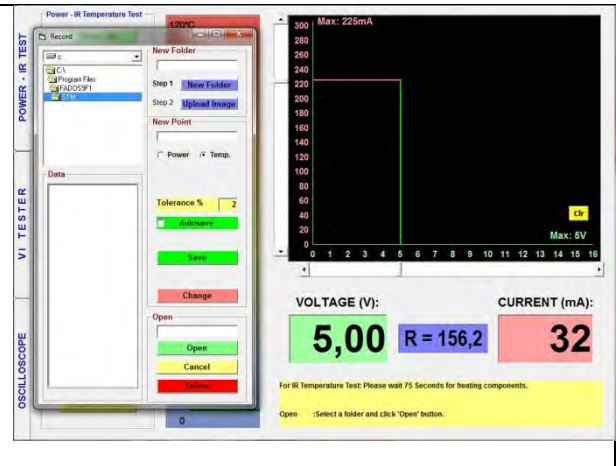 Power - IR Temperature Test
120°C
POWER - IR TEST
VI TESTER
OSCILLOSCOPE
Record
c
C:\
Program Files
FADOS9F1
STM
Data
New Folder
Step 1 New Folder
Step 2 Upload Image
New Point
Power Temp.
Tolerance % 2
Autosave
Save
Change
Open
Open
Cancel
Delete
0
Max: 225mA
300
280
260
240
220
200
180
160
140
120
100
80
60
40
20
0
Clr
Max: 5V
0 1 2 3 4 5 6 7 8 9 10 11 12 13 14 15 16
VOLTAGE (V): CURRENT (mA):
5,00 R = 156,2 32
For IR Temperature Test: Please wait 75 Seconds for heating components.
Open :Select a folder and click 'Open' button.